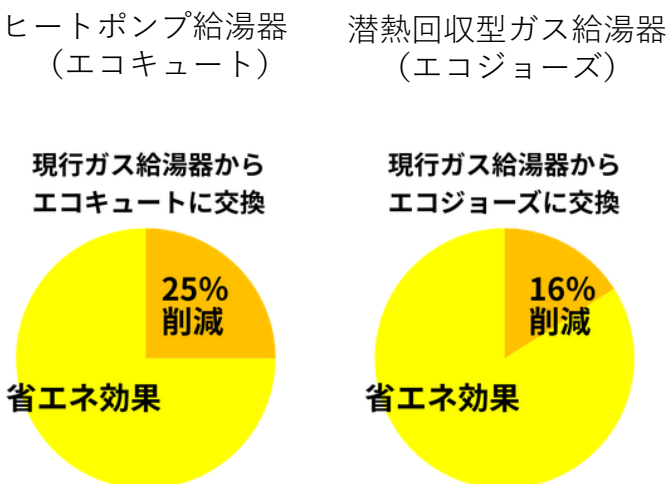 ヒートポンプ給湯器
（エコキュート）
潜熱回収型ガス給湯器
（エコジョーズ）
現行ガス給湯器から
エコキュートに交換
25%
削減
省エネ効果
現行ガス給湯器から
エコジョーズに交換
16%
削減
省エネ効果